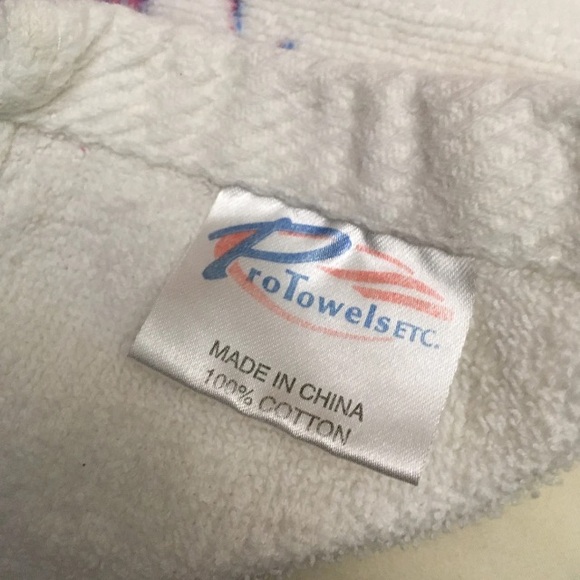 ProTowels ETC.
MADE IN CHINA
100% COTTON